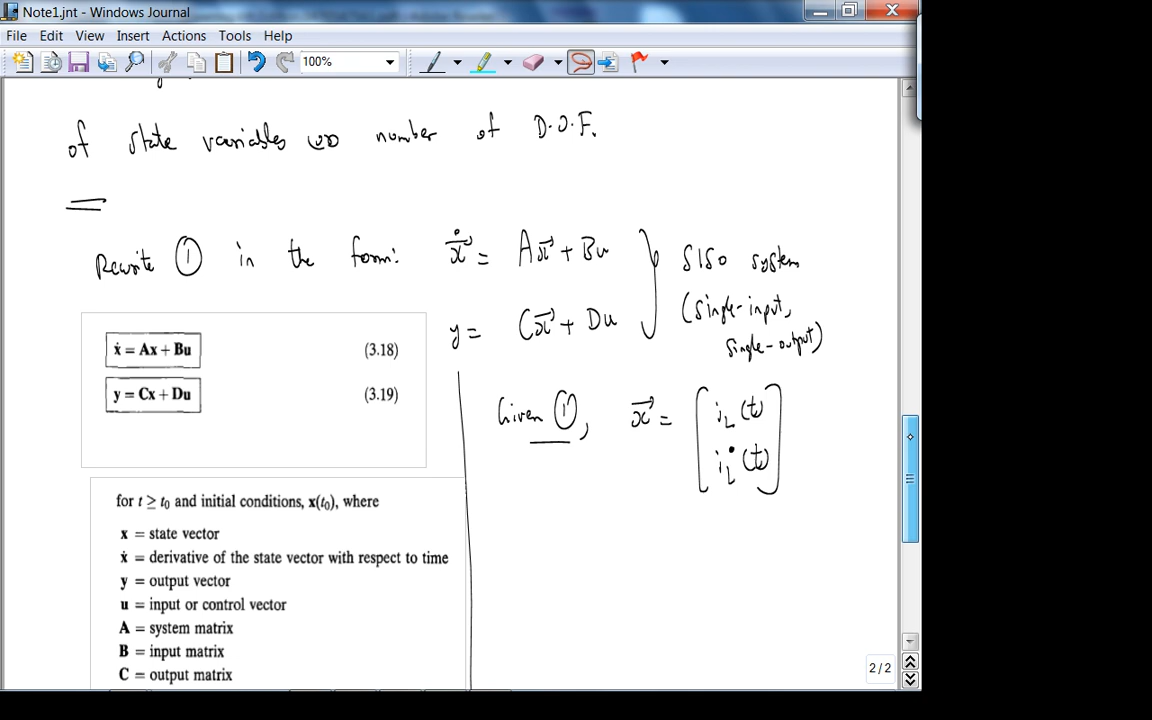 Note1.jnt - Windows Journal
File Edit View Insert Actions Tools Help
100%
of state variables number of D.O.F.
Rewrite ① in the form: ẋ⃗ = Ax⃗ + Bu
y = Cx⃗ + Du
SISO system
(single-input,
single-output)
ẋ = Ax + Bu (3.18)
y = Cx + Du (3.19)
Given ①, x⃗ = [ i_L(t)
i̇_L(t) ]
for t ≥ t₀ and initial conditions, x(t₀), where
x = state vector
ẋ = derivative of the state vector with respect to time
y = output vector
u = input or control vector
A = system matrix
B = input matrix
C = output matrix
2 / 2